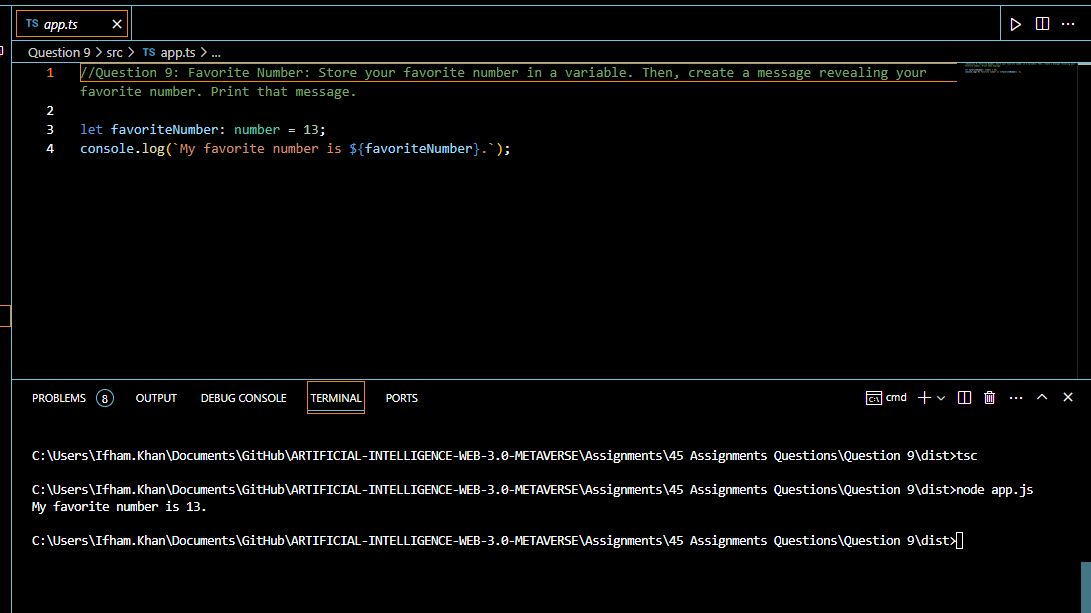 TS app.ts
Question 9 > src > TS app.ts > ...
1 //Question 9: Favorite Number: Store your favorite number in a variable. Then, create a message revealing your
favorite number. Print that message.
2
3 let favoriteNumber: number = 13;
4 console.log(`My favorite number is ${favoriteNumber}.`);
PROBLEMS 8 OUTPUT DEBUG CONSOLE TERMINAL PORTS cmd
C:\Users\Ifham.Khan\Documents\GitHub\ARTIFICIAL-INTELLIGENCE-WEB-3.0-METAVERSE\Assignments\45 Assignments Questions\Question 9\dist>tsc
C:\Users\Ifham.Khan\Documents\GitHub\ARTIFICIAL-INTELLIGENCE-WEB-3.0-METAVERSE\Assignments\45 Assignments Questions\Question 9\dist>node app.js
My favorite number is 13.
C:\Users\Ifham.Khan\Documents\GitHub\ARTIFICIAL-INTELLIGENCE-WEB-3.0-METAVERSE\Assignments\45 Assignments Questions\Question 9\dist>